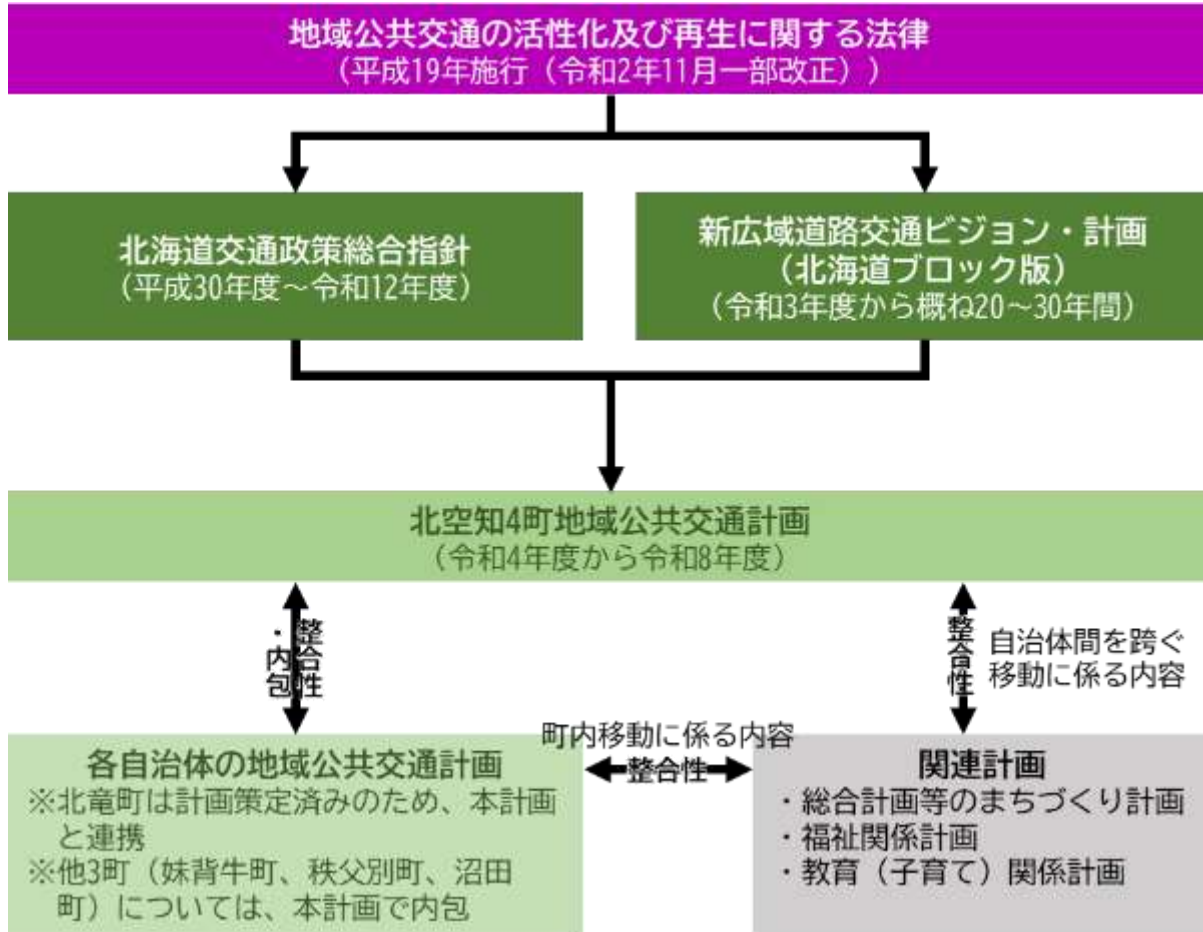 地域公共交通の活性化及び再生に関する法律
（平成19年施行（令和2年11月一部改正））
北海道交通政策総合指針
（平成30年度～令和12年度）
新広域道路交通ビジョン・計画
（北海道ブロック版）
（令和3年度から概ね20～30年間）
北空知4町地域公共交通計画
（令和4年度から令和8年度）
整合性
・内包
整合性
自治体間を跨ぐ
移動に係る内容
各自治体の地域公共交通計画
※北竜町は計画策定済みのため、本計画
と連携
※他3町（妹背牛町、秩父別町、沼田
町）については、本計画で内包
町内移動に係る内容
整合性
関連計画
・総合計画等のまちづくり計画
・福祉関係計画
・教育（子育て）関係計画